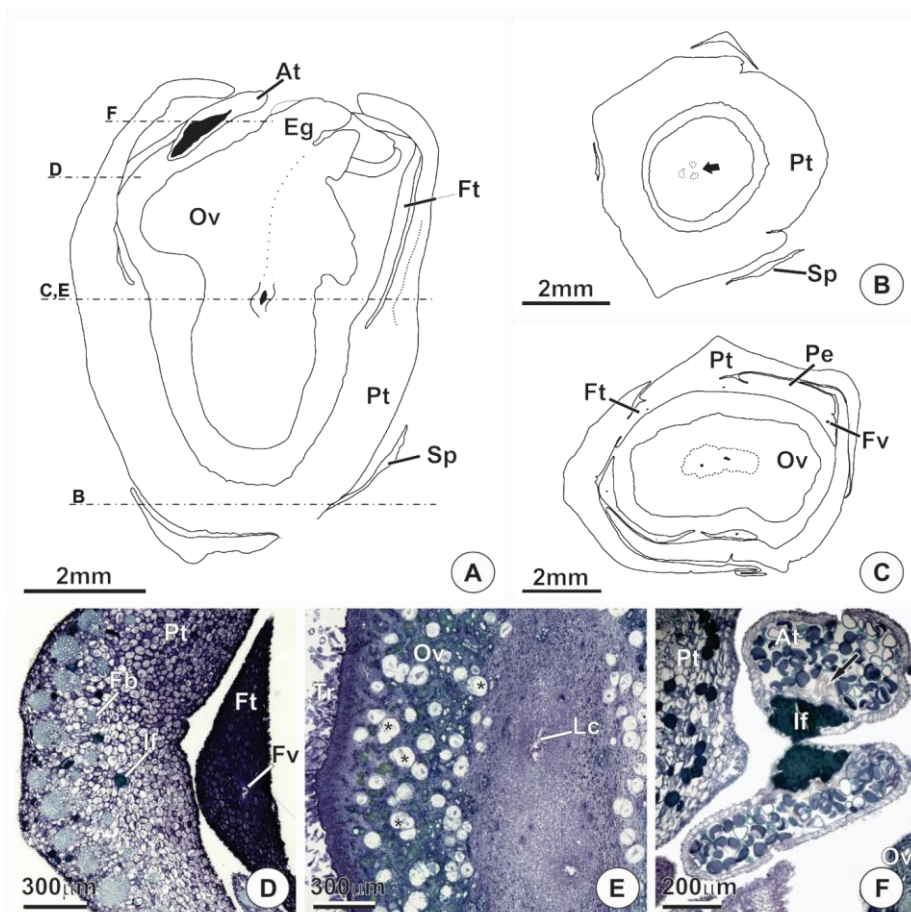 At
F
Eg
D
Ft
Ov
C,E
Pt
Sp
B
2mm
A
Pt
Sp
2mm
B
Pt
Pe
Ft
Fv
Ov
2mm
C
Pt
Fb
If
Ft
Fv
300µm
D
Tr
Ov
*
*
*
*
*
Lc
300µm
E
Pt
At
If
Ov
200µm
F